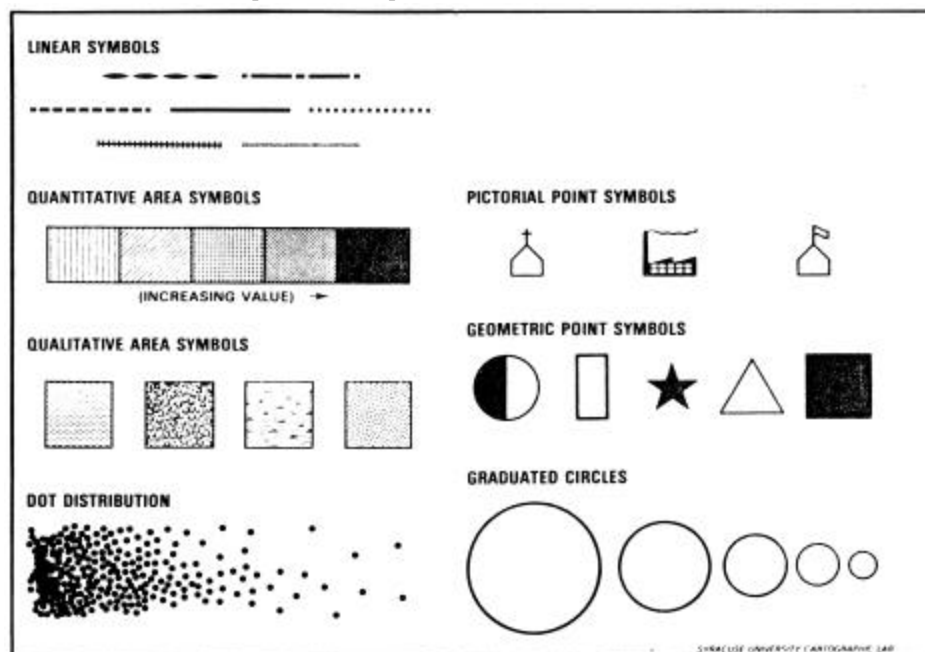 LINEAR SYMBOLS
QUANTITATIVE AREA SYMBOLS
(INCREASING VALUE)
QUALITATIVE AREA SYMBOLS
DOT DISTRIBUTION
PICTORIAL POINT SYMBOLS
GEOMETRIC POINT SYMBOLS
GRADUATED CIRCLES
SYRACUSE UNIVERSITY CARTOGRAPHIC LAB